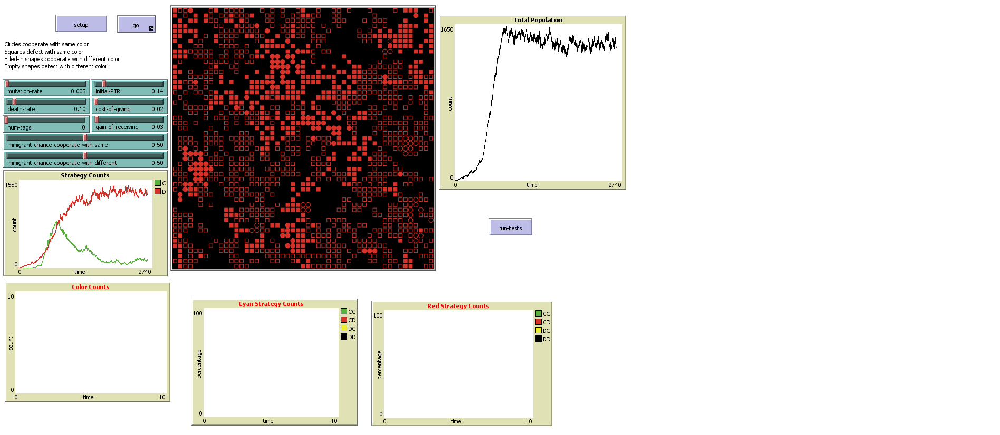 setup
go
Circles cooperate with same color
Squares defect with same color
Filled-in shapes cooperate with different color
Empty shapes defect with different color
mutation-rate 0.005
initial-PTR 0.14
death-rate 0.10
cost-of-giving 0.02
num-tags 0
gain-of-receiving 0.03
immigrant-chance-cooperate-with-same 0.50
immigrant-chance-cooperate-with-different 0.50
Strategy Counts
1550
count
0
0
time
2740
C
D
Total Population
1650
count
0
0
time
2740
run-tests
Color Counts
10
count
0
0
time
10
Cyan Strategy Counts
100
percentage
0
0
time
10
CC
CD
DC
DD
Red Strategy Counts
100
percentage
0
0
time
10
CC
CD
DC
DD